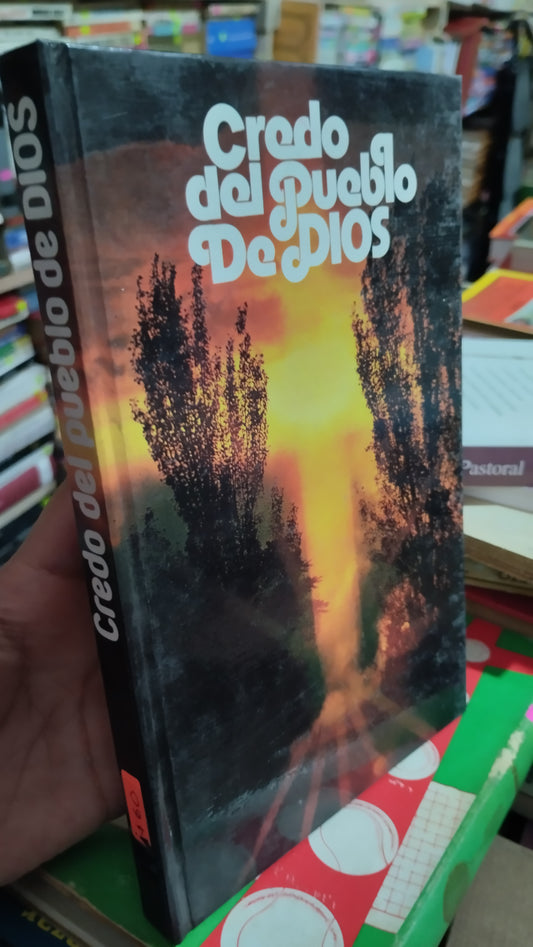 Credo
del Pueblo
De DIOS
Credo del pueblo de DIOS
Pastoral